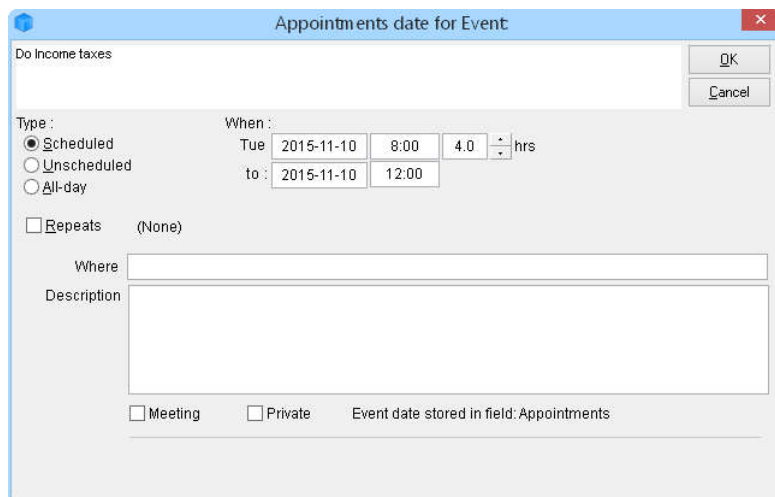 Appointments date for Event:
Do Income taxes
OK
Cancel
Type :
When :
Scheduled
Tue 2015-11-10 8:00 4.0 hrs
Unscheduled
to : 2015-11-10 12:00
All-day
Repeats (None)
Where
Description
Meeting Private Event date stored in field: Appointments